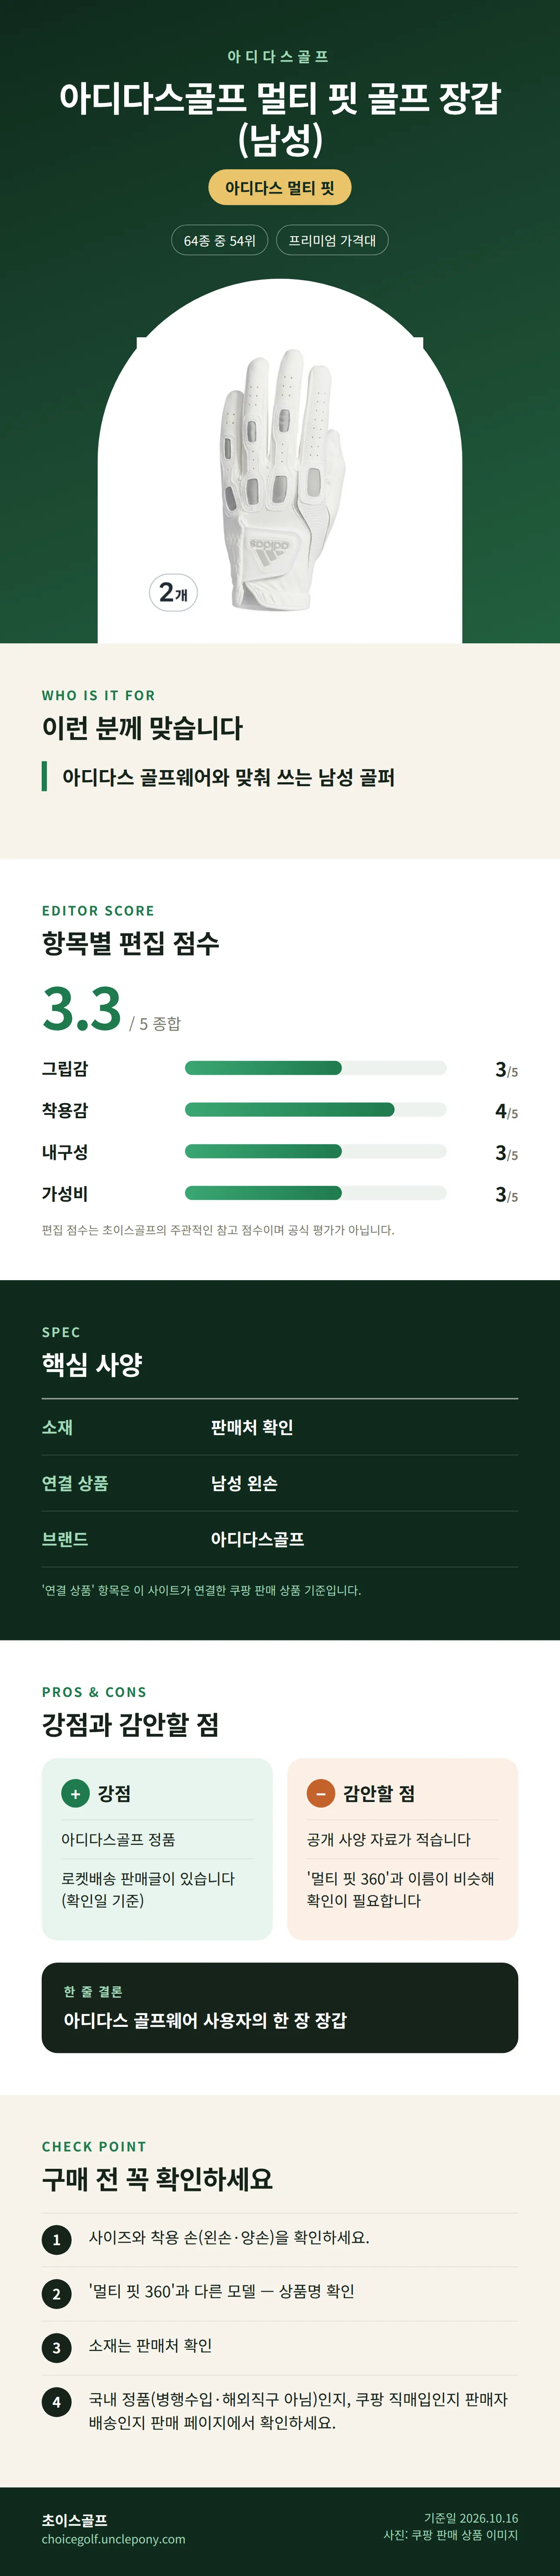 아디다스골프
아디다스골프 멀티 핏 골프 장갑
(남성)
아디다스 멀티 핏
64종 중 54위
프리미엄 가격대
adidas
2개
WHO IS IT FOR
이런 분께 맞습니다
아디다스 골프웨어와 맞춰 쓰는 남성 골퍼
EDITOR SCORE
항목별 편집 점수
3.3 / 5 종합
그립감 3/5
착용감 4/5
내구성 3/5
가성비 3/5
편집 점수는 초이스골프의 주관적인 참고 점수이며 공식 평가가 아닙니다.
SPEC
핵심 사양
소재 판매처 확인
연결 상품 남성 왼손
브랜드 아디다스골프
'연결 상품' 항목은 이 사이트가 연결한 쿠팡 판매 상품 기준입니다.
PROS & CONS
강점과 감안할 점
+ 강점
아디다스골프 정품
로켓배송 판매글이 있습니다
(확인일 기준)
− 감안할 점
공개 사양 자료가 적습니다
'멀티 핏 360'과 이름이 비슷해
확인이 필요합니다
한 줄 결론
아디다스 골프웨어 사용자의 한 장 장갑
CHECK POINT
구매 전 꼭 확인하세요
1 사이즈와 착용 손(왼손·양손)을 확인하세요.
2 '멀티 핏 360'과 다른 모델 — 상품명 확인
3 소재는 판매처 확인
4 국내 정품(병행수입·해외직구 아님)인지, 쿠팡 직매입인지 판매자
배송인지 판매 페이지에서 확인하세요.
초이스골프
choicegolf.unclepony.com
기준일 2026.10.16
사진: 쿠팡 판매 상품 이미지